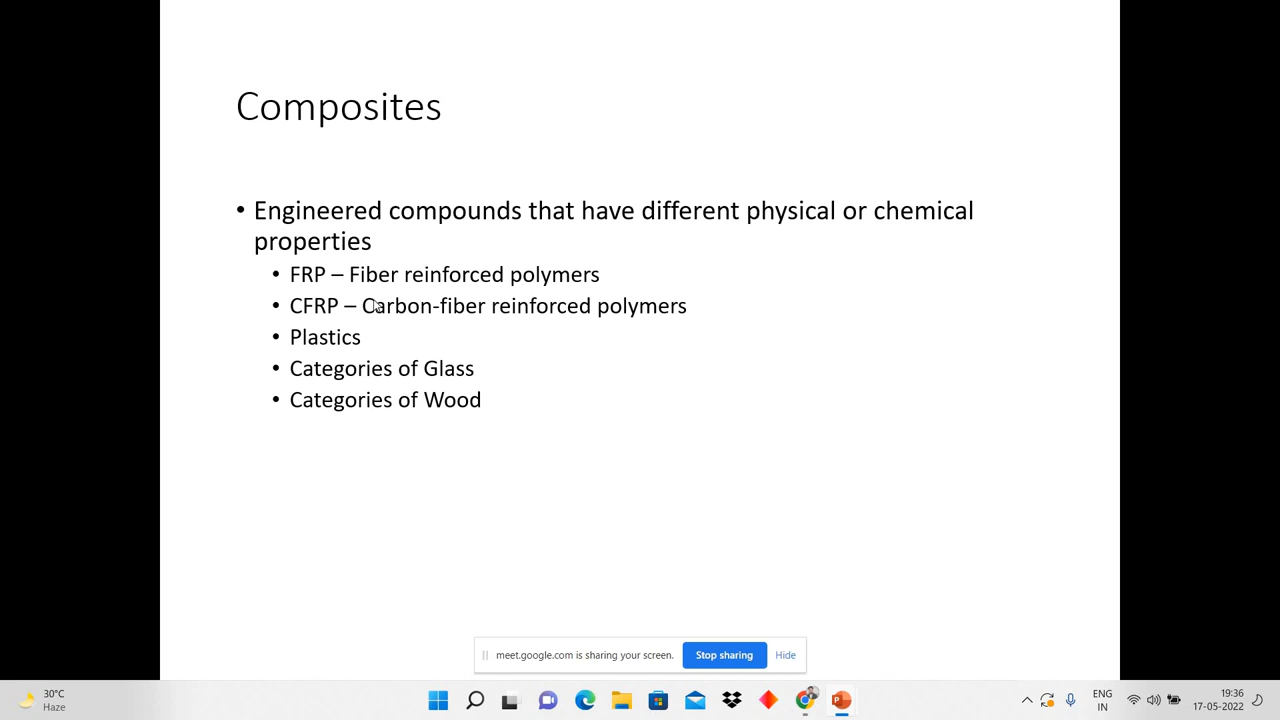 Composites
• Engineered compounds that have different physical or chemical
properties
• FRP – Fiber reinforced polymers
• CFRP – Carbon-fiber reinforced polymers
• Plastics
• Categories of Glass
• Categories of Wood
meet.google.com is sharing your screen.
Stop sharing
Hide
30°C
Haze
ENG
IN
19:36
17-05-2022